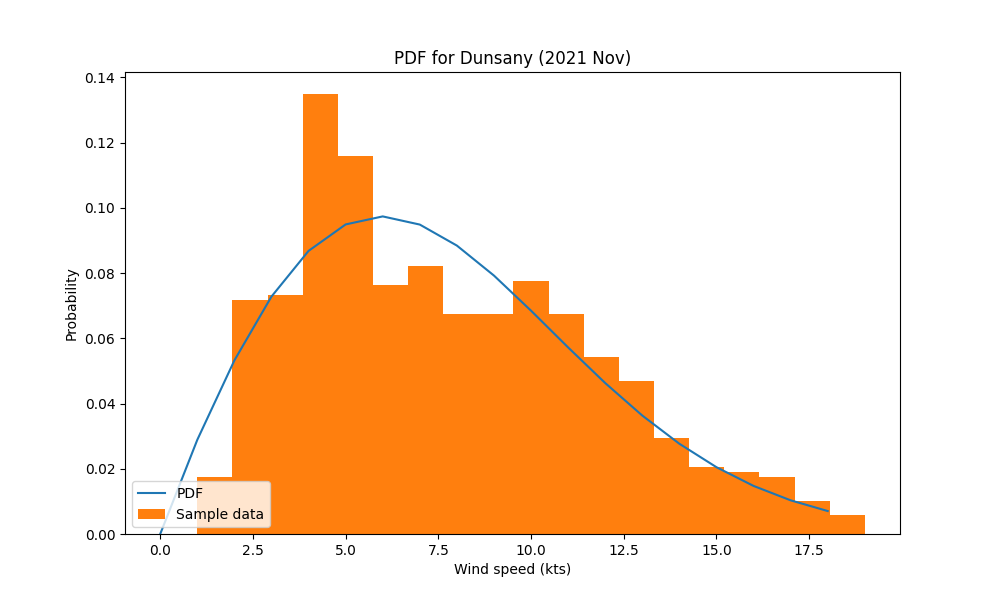 PDF for Dunsany (2021 Nov)
0.14
0.12
0.10
0.08
0.06
0.04
0.02
0.00
Probability
PDF
Sample data
0.0 2.5 5.0 7.5 10.0 12.5 15.0 17.5
Wind speed (kts)